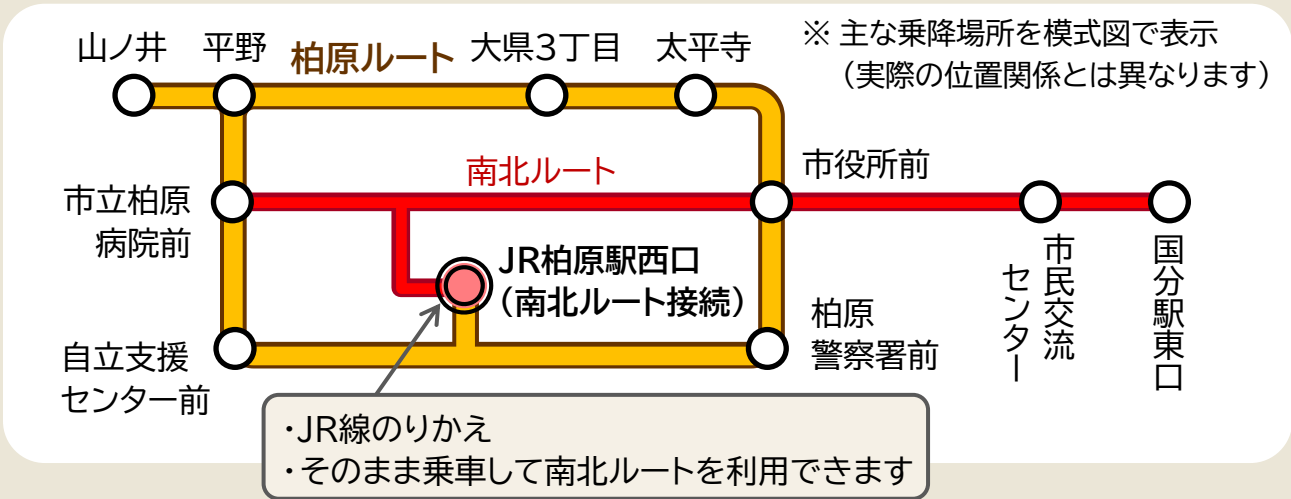 ※ 主な乗降場所を模式図で表示
（実際の位置関係とは異なります）
山ノ井
平野
柏原ルート
大県３丁目
太平寺
市立柏原
病院前
南北ルート
市役所前
JR柏原駅西口
（南北ルート接続）
市民交流
センター
国分駅東口
自立支援
センター前
柏原
警察署前
・JR線のりかえ
・そのまま乗車して南北ルートを利用できます